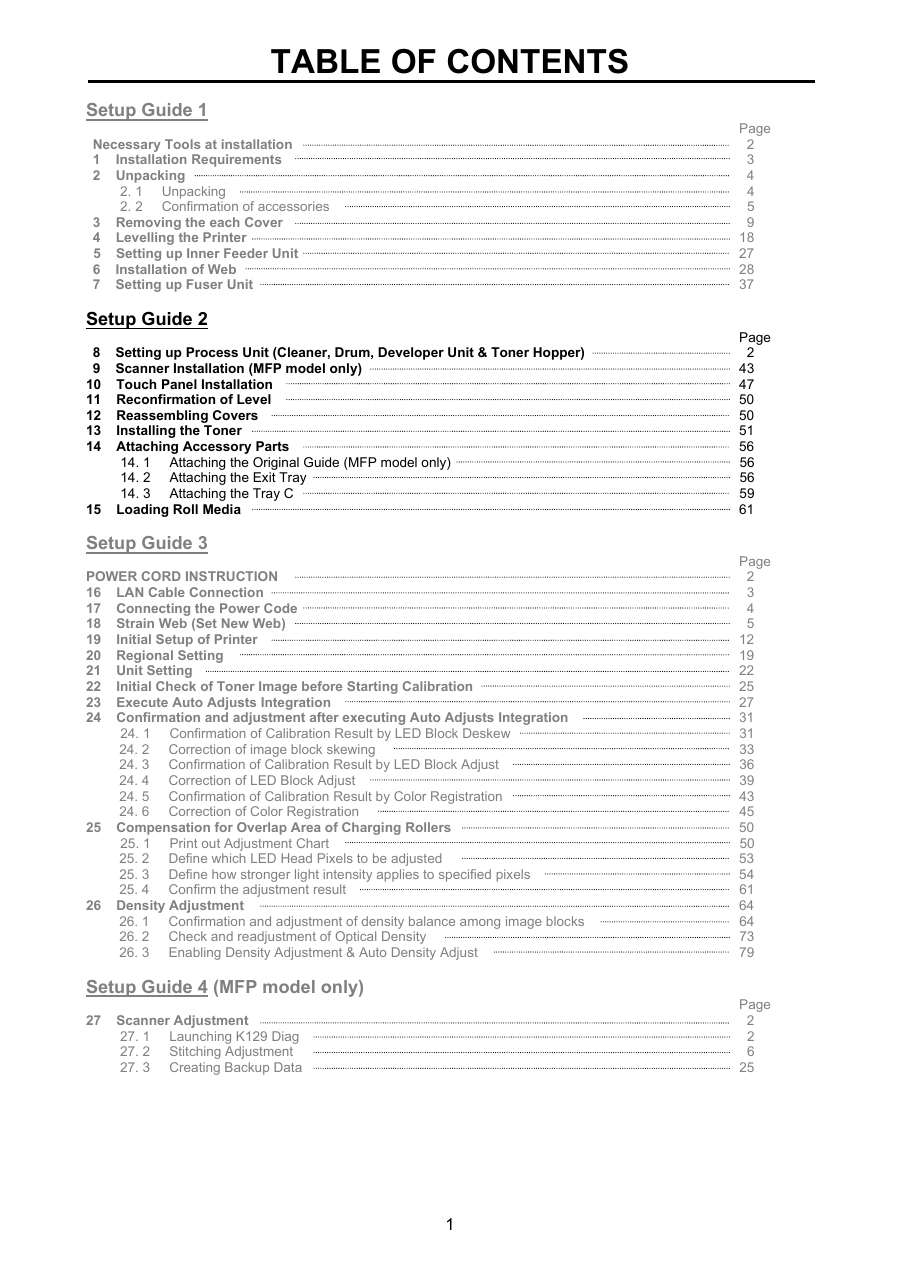 TABLE OF CONTENTS
Setup Guide 1
Page
Necessary Tools at installation 2
1 Installation Requirements 3
2 Unpacking 4
2. 1 Unpacking 4
2. 2 Confirmation of accessories 5
3 Removing the each Cover 9
4 Levelling the Printer 18
5 Setting up Inner Feeder Unit 27
6 Installation of Web 28
7 Setting up Fuser Unit 37
Setup Guide 2
Page
8 Setting up Process Unit (Cleaner, Drum, Developer Unit & Toner Hopper) 2
9 Scanner Installation (MFP model only) 43
10 Touch Panel Installation 47
11 Reconfirmation of Level 50
12 Reassembling Covers 50
13 Installing the Toner 51
14 Attaching Accessory Parts 56
14. 1 Attaching the Original Guide (MFP model only) 56
14. 2 Attaching the Exit Tray 56
14. 3 Attaching the Tray C 59
15 Loading Roll Media 61
Setup Guide 3
Page
POWER CORD INSTRUCTION 2
16 LAN Cable Connection 3
17 Connecting the Power Code 4
18 Strain Web (Set New Web) 5
19 Initial Setup of Printer 12
20 Regional Setting 19
21 Unit Setting 22
22 Initial Check of Toner Image before Starting Calibration 25
23 Execute Auto Adjusts Integration 27
24 Confirmation and adjustment after executing Auto Adjusts Integration 31
24. 1 Confirmation of Calibration Result by LED Block Deskew 31
24. 2 Correction of image block skewing 33
24. 3 Confirmation of Calibration Result by LED Block Adjust 36
24. 4 Correction of LED Block Adjust 39
24. 5 Confirmation of Calibration Result by Color Registration 43
24. 6 Correction of Color Registration 45
25 Compensation for Overlap Area of Charging Rollers 50
25. 1 Print out Adjustment Chart 50
25. 2 Define which LED Head Pixels to be adjusted 53
25. 3 Define how stronger light intensity applies to specified pixels 54
25. 4 Confirm the adjustment result 61
26 Density Adjustment 64
26. 1 Confirmation and adjustment of density balance among image blocks 64
26. 2 Check and readjustment of Optical Density 73
26. 3 Enabling Density Adjustment & Auto Density Adjust 79
Setup Guide 4 (MFP model only)
Page
27 Scanner Adjustment 2
27. 1 Launching K129 Diag 2
27. 2 Stitching Adjustment 6
27. 3 Creating Backup Data 25
1